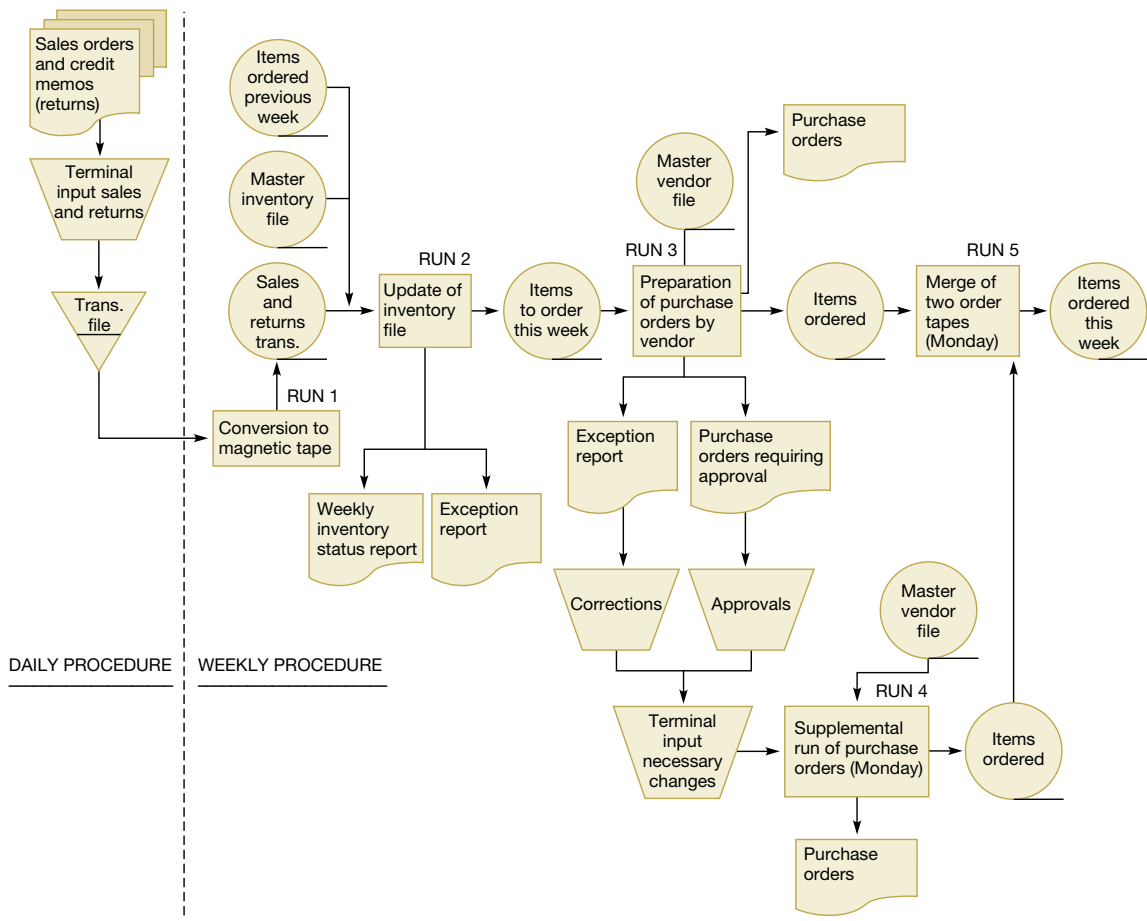 Sales orders
and credit
memos
(returns)
Terminal
input sales
and returns
Trans.
file
DAILY PROCEDURE
WEEKLY PROCEDURE
Items
ordered
previous
week
Master
inventory
file
Sales
and
returns
trans.
RUN 1
Conversion to
magnetic tape
RUN 2
Update of
inventory
file
Weekly
inventory
status report
Exception
report
Items
to order
this week
Master
vendor
file
RUN 3
Preparation
of purchase
orders by
vendor
Purchase
orders
Items
ordered
RUN 5
Merge of
two order
tapes
(Monday)
Items
ordered
this
week
Exception
report
Purchase
orders requiring
approval
Corrections
Approvals
Terminal
input
necessary
changes
Master
vendor
file
RUN 4
Supplemental
run of purchase
orders (Monday)
Items
ordered
Purchase
orders